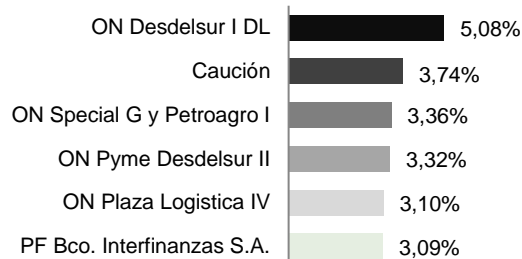 ON Desdelsur I DL 5,08%
Caución 3,74%
ON Special G y Petroagro I 3,36%
ON Pyme Desdelsur II 3,32%
ON Plaza Logistica IV 3,10%
PF Bco. Interfinanzas S.A. 3,09%